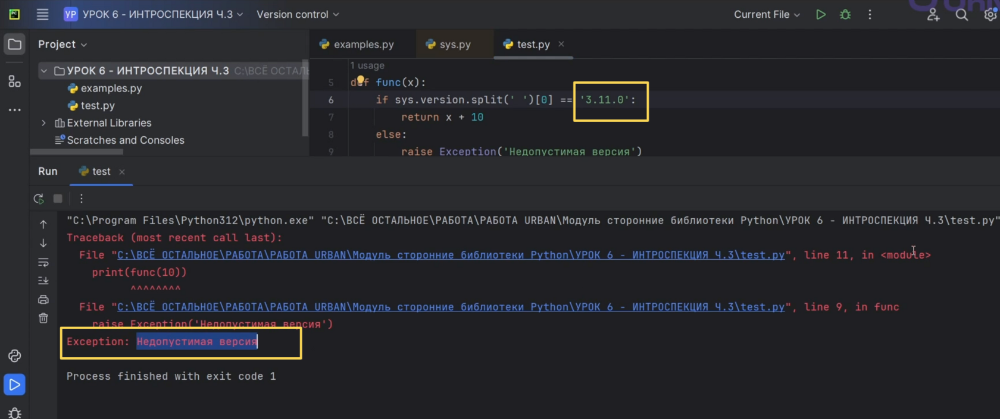 PC
УР УРОК 6 - ИНТРОСПЕКЦИЯ Ч.3 Version control Current File
Project
УРОК 6 - ИНТРОСПЕКЦИЯ Ч.3 C:\ВСЁ ОСТАЛЬ
examples.py
test.py
External Libraries
Scratches and Consoles
examples.py sys.py test.py
1 usage
5 def func(x):
6 if sys.version.split(' ')[0] == '3.11.0':
7 return x + 10
8 else:
9 raise Exception('Недопустимая версия')
Run test
"C:\Program Files\Python312\python.exe" "C:\ВСЁ ОСТАЛЬНОЕ\РАБОТА\РАБОТА URBAN\Модуль сторонние библиотеки Python\УРОК 6 - ИНТРОСПЕКЦИЯ Ч.3\test.py"
Traceback (most recent call last):
File "C:\ВСЁ ОСТАЛЬНОЕ\РАБОТА\РАБОТА URBAN\Модуль сторонние библиотеки Python\УРОК 6 - ИНТРОСПЕКЦИЯ Ч.3\test.py", line 11, in <module>
print(func(10))
^^^^^^^^
File "C:\ВСЁ ОСТАЛЬНОЕ\РАБОТА\РАБОТА URBAN\Модуль сторонние библиотеки Python\УРОК 6 - ИНТРОСПЕКЦИЯ Ч.3\test.py", line 9, in func
raise Exception('Недопустимая версия')
Exception: Недопустимая версия
Process finished with exit code 1